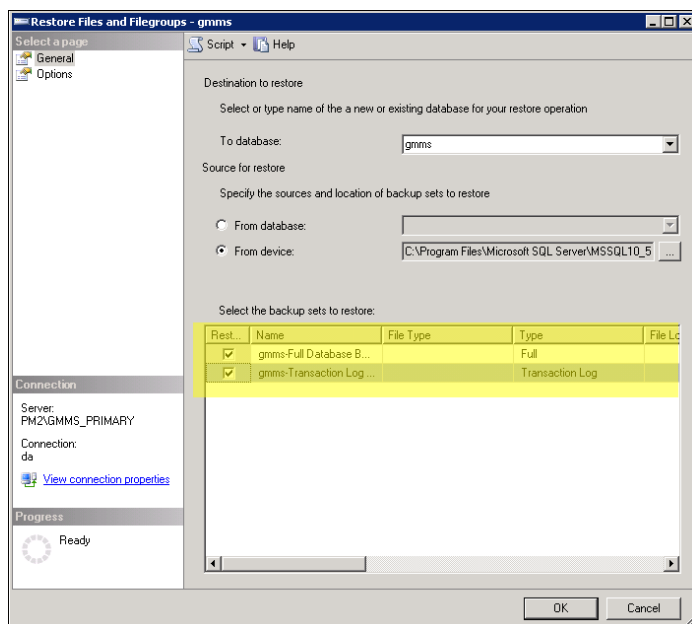 Restore Files and Filegroups - gmms
Select a page
General
Options
Script
Help
Destination to restore
Select or type name of the a new or existing database for your restore operation
To database:
gmms
Source for restore
Specify the sources and location of backup sets to restore
From database:
From device:
C:\Program Files\Microsoft SQL Server\MSSQL10_5
...
Select the backup sets to restore:
Rest... Name File Type Type File Lo
gmms-Full Database B... Full
gmms-Transaction Log ... Transaction Log
Connection
Server:
PM2\GMMS_PRIMARY
Connection:
da
View connection properties
Progress
Ready
OK Cancel